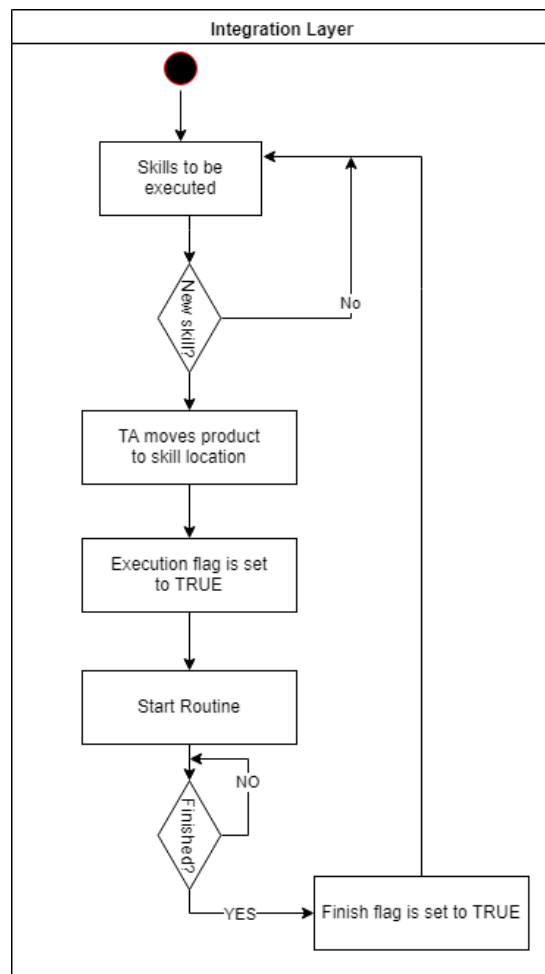 Integration Layer
Skills to be
executed
New skill?
No
TA moves product
to skill location
Execution flag is set
to TRUE
Start Routine
NO
Finished?
YES
Finish flag is set to TRUE